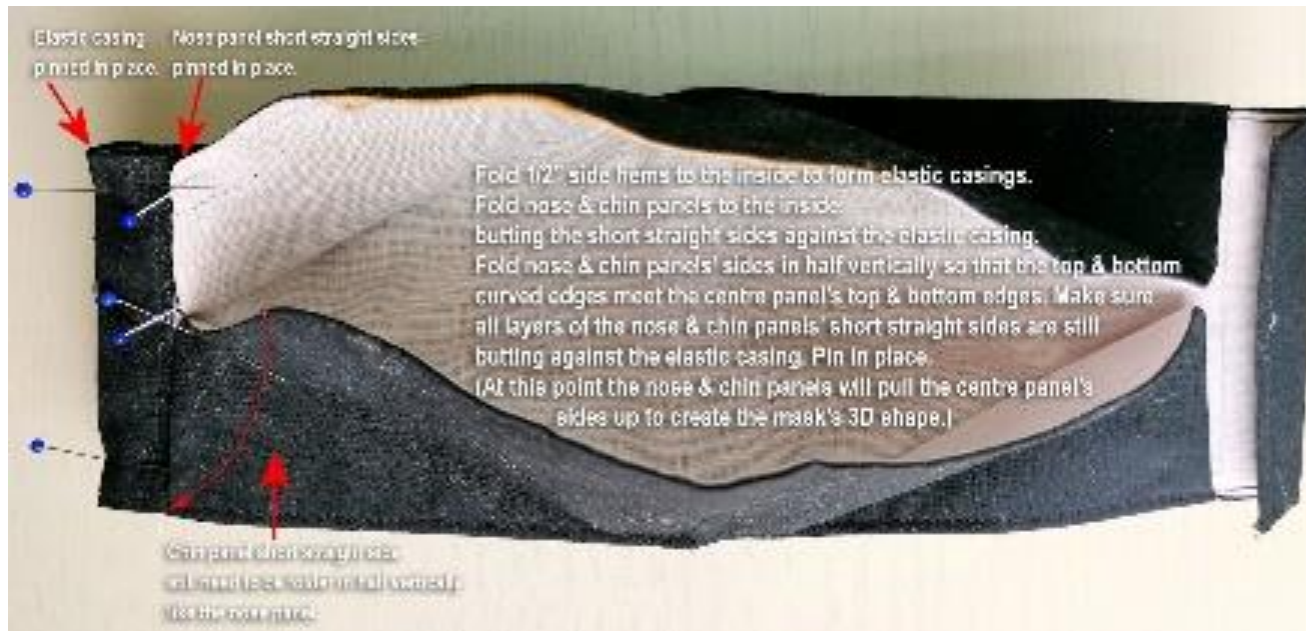 Elastic casing
pinned in place.
Nose panel short straight sides
pinned in place.
Fold 1/2" side hems to the inside to form elastic casings.
Fold nose & chin panels to the inside
butting the short straight sides against the elastic casing.
Fold nose & chin panels' sides in half vertically so that the top & bottom
curved edges meet the centre panel's top & bottom edges. Make sure
all layers of the nose & chin panels' short straight sides are still
butting against the elastic casing. Pin in place.
(At this point the nose & chin panels will pull the centre panel's
sides up to create the mask's 3D shape.)
Chin panel short straight side
will need to be in half vertically
like the nose panel.